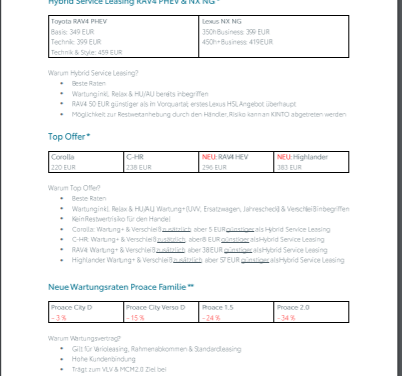 Hybrid Service Leasing RAV4 PHEV & NX NG *
Toyota RAV4 PHEV
Basis: 349 EUR
Technik: 399 EUR
Technik & Style: 459 EUR
Lexus NX NG
350h Business: 399 EUR
450h+ Business: 419 EUR
Warum Hybrid Service Leasing?
• Beste Raten
• Wartung inkl. Relax & HU/AU bereits inbegriffen
• RAV4 50 EUR günstiger als in Vorquartal, erstes Lexus HSL Angebot überhaupt
• Möglichkeit zur Restwertanhebung durch den Händler, Risiko kann an KINTO abgetreten werden
Top Offer *
Corolla
220 EUR
C-HR
238 EUR
NEU: RAV4 HEV
290 EUR
NEU: Highlander
383 EUR
Warum Top Offer?
• Beste Raten
• Wartung inkl. Relax & HU/AU, Wartung+ (UVV, Ersatzwagen, Jahrescheck) & Verschleiß inbegriffen
• Kein Restwertrisiko für den Handel
• Corolla: Wartung+ & Verschleiß zusätzlich, aber 5 EUR günstiger als Hybrid Service Leasing
• C-HR: Wartung+ & Verschleiß zusätzlich, aber 8 EUR günstiger als Hybrid Service Leasing
• RAV4 Wartung+ & Verschleiß zusätzlich, aber 38 EUR günstiger als Hybrid Service Leasing
• Highlander Wartung+ & Verschleiß zusätzlich, aber 57 EUR günstiger als Hybrid Service Leasing
Neue Wartungsraten Proace Familie **
Proace City D
– 3 %
Proace City Verso D
– 15 %
Proace 1.5
– 24 %
Proace 2.0
– 34 %
Warum Wartungsvertrag?
• Gilt für Varioleasing, Rahmenabkommen & Standardleasing
• Hohe Kundenbindung
• Trägt zum VLV & MCM2.0 Ziel bei